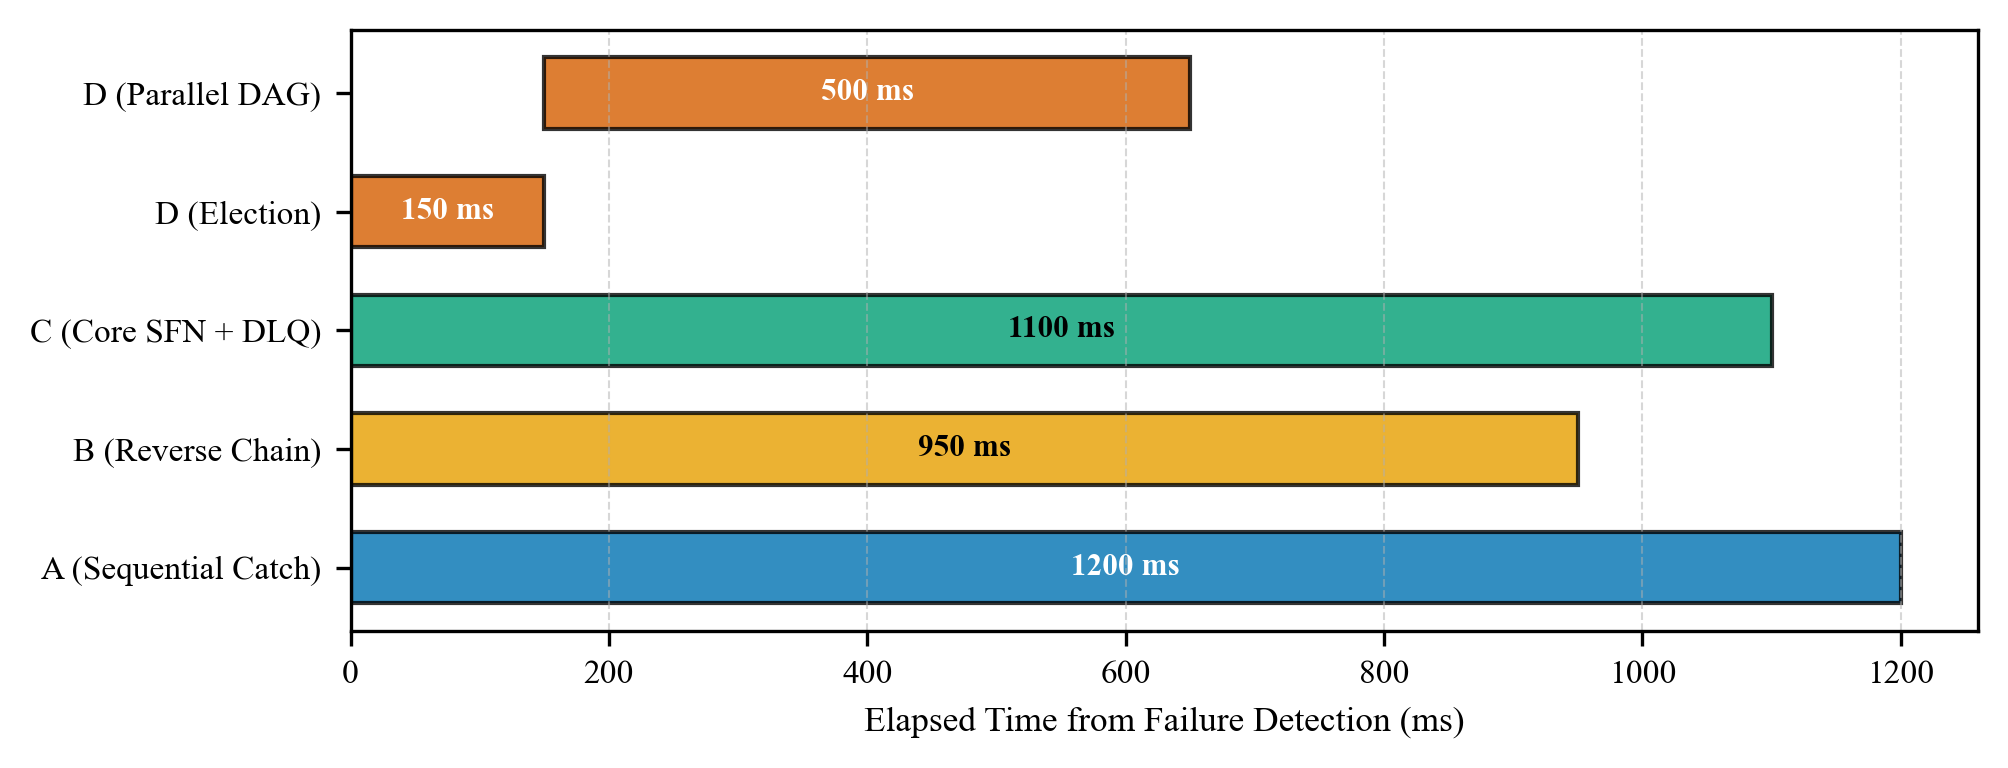 D (Parallel DAG)
500 ms
D (Election)
150 ms
C (Core SFN + DLQ)
1100 ms
B (Reverse Chain)
950 ms
A (Sequential Catch)
1200 ms
0 200 400 600 800 1000 1200
Elapsed Time from Failure Detection (ms)